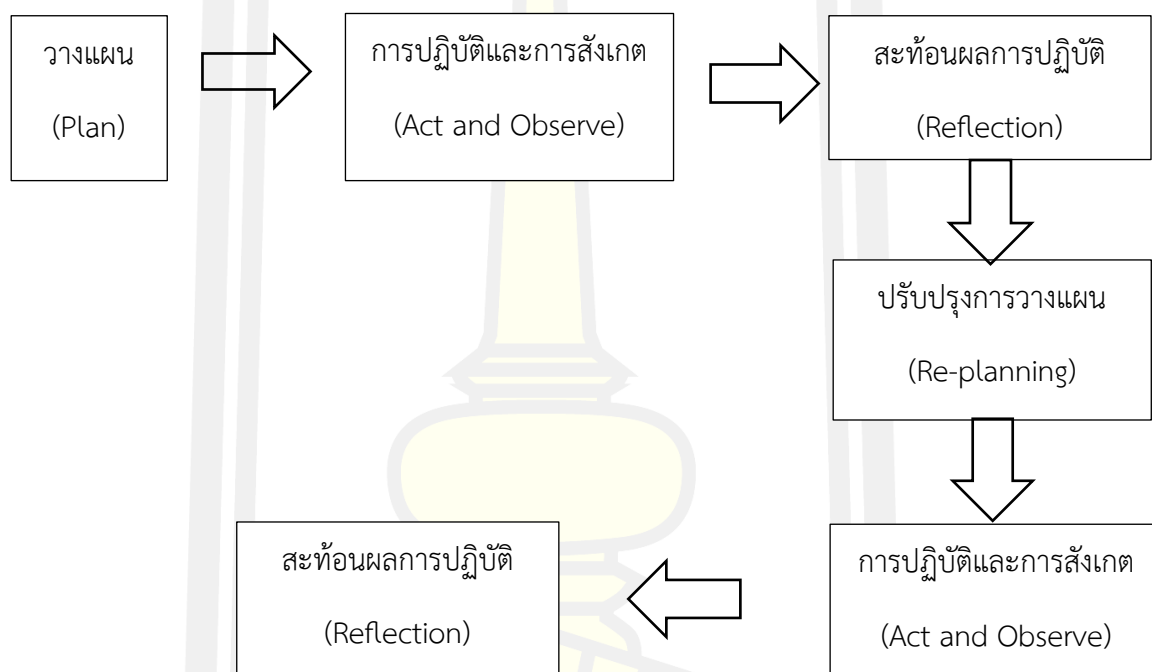 วางแผน
(Plan)
การปฏิบัติและการสังเกต
(Act and Observe)
สะท้อนผลการปฏิบัติ
(Reflection)
ปรับปรุงการวางแผน
(Re-planning)
การปฏิบัติและการสังเกต
(Act and Observe)
สะท้อนผลการปฏิบัติ
(Reflection)